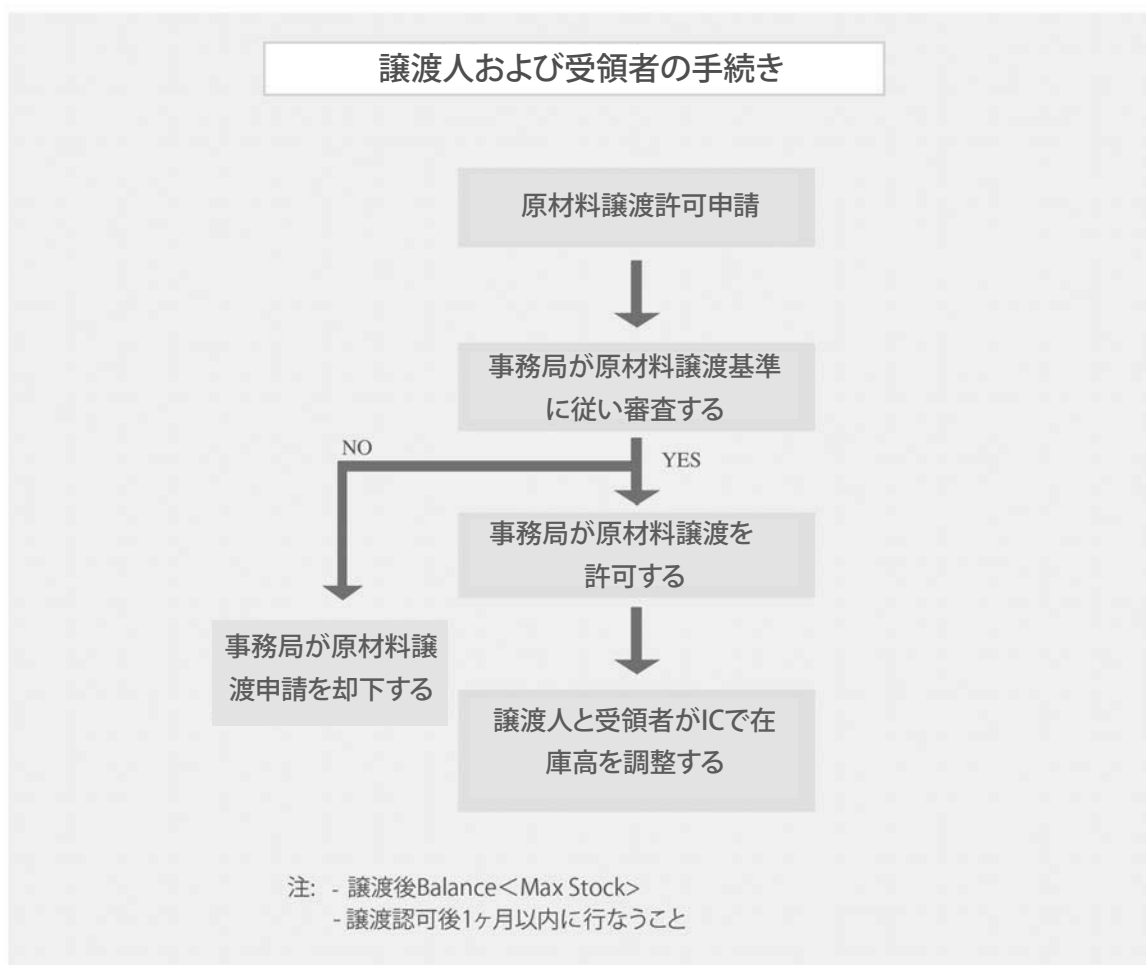 譲渡人および受領者の手続き
原材料譲渡許可申請
事務局が原材料譲渡基準
に従い審査する
NO
YES
事務局が原材料譲渡を
許可する
事務局が原材料譲
渡申請を却下する
譲渡人と受領者がICで在
庫高を調整する
注: - 譲渡後Balance<Max Stock>
- 譲渡認可後1ヶ月以内に行なうこと